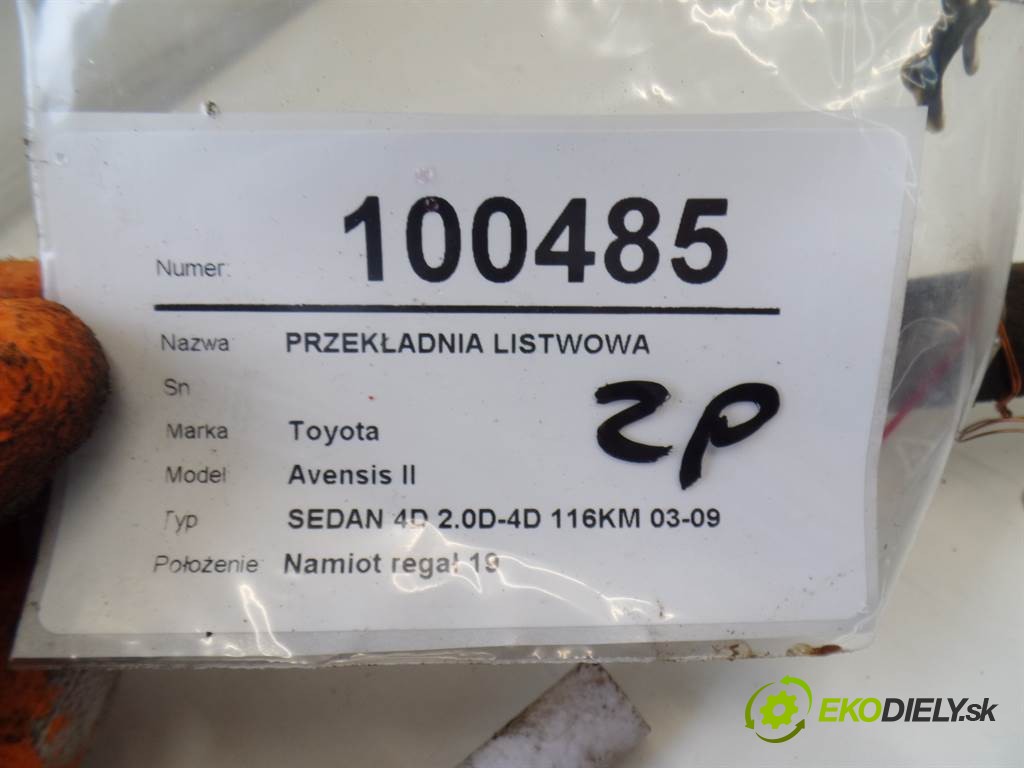 Numer: 100485
Nazwa PRZEKŁADNIA LISTWOWA
Sn
ZP
Marka Toyota
Model Avensis II
Typ SEDAN 4D 2.0D-4D 116KM 03-09
Położenie: Namiot regał 19
EKODIELY.sk